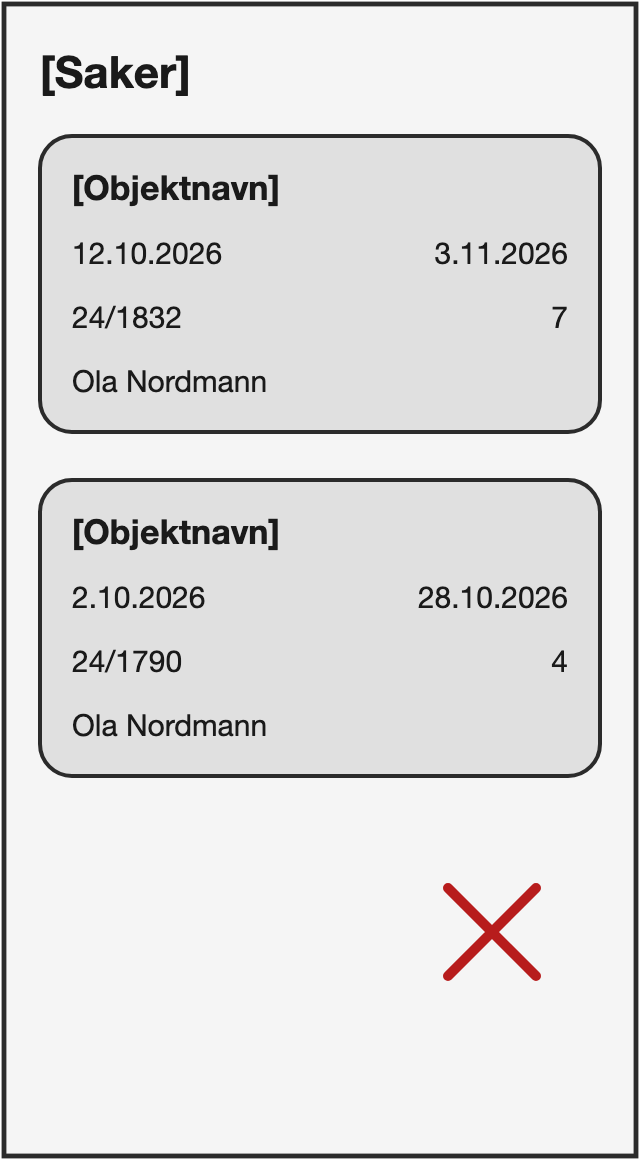 [Saker]
[Objektnavn]
12.10.2026 3.11.2026
24/1832 7
Ola Nordmann
[Objektnavn]
2.10.2026 28.10.2026
24/1790 4
Ola Nordmann